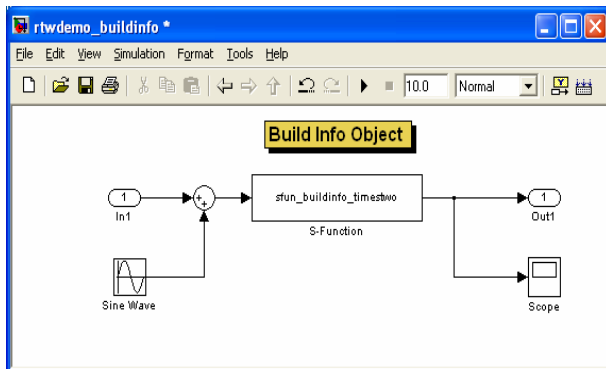 rtwdemo_buildinfo *
File Edit View Simulation Format Tools Help
10.0 Normal
Build Info Object
1
In1
+
+
sfun_buildinfo_timestwo
S-Function
1
Out1
Sine Wave
Scope